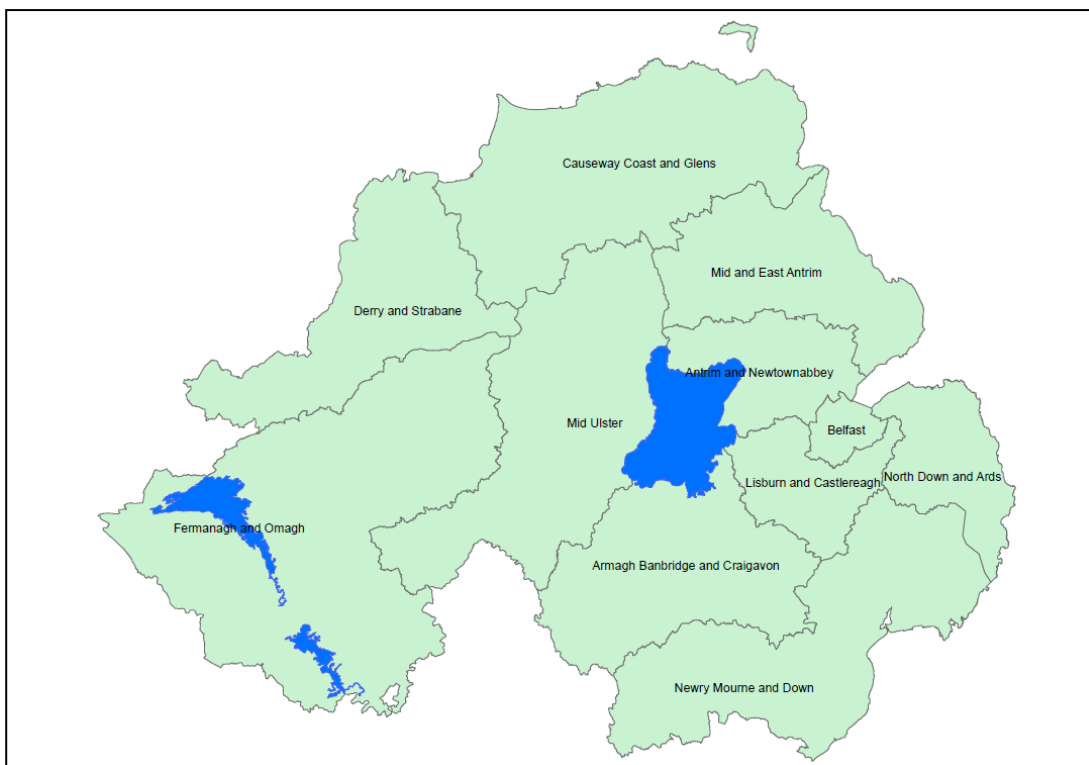 Causeway Coast and Glens
Mid and East Antrim
Derry and Strabane
Antrim and Newtownabbey
Mid Ulster
Belfast
Lisburn and Castlereagh
North Down and Ards
Fermanagh and Omagh
Armagh Banbridge and Craigavon
Newry Mourne and Down